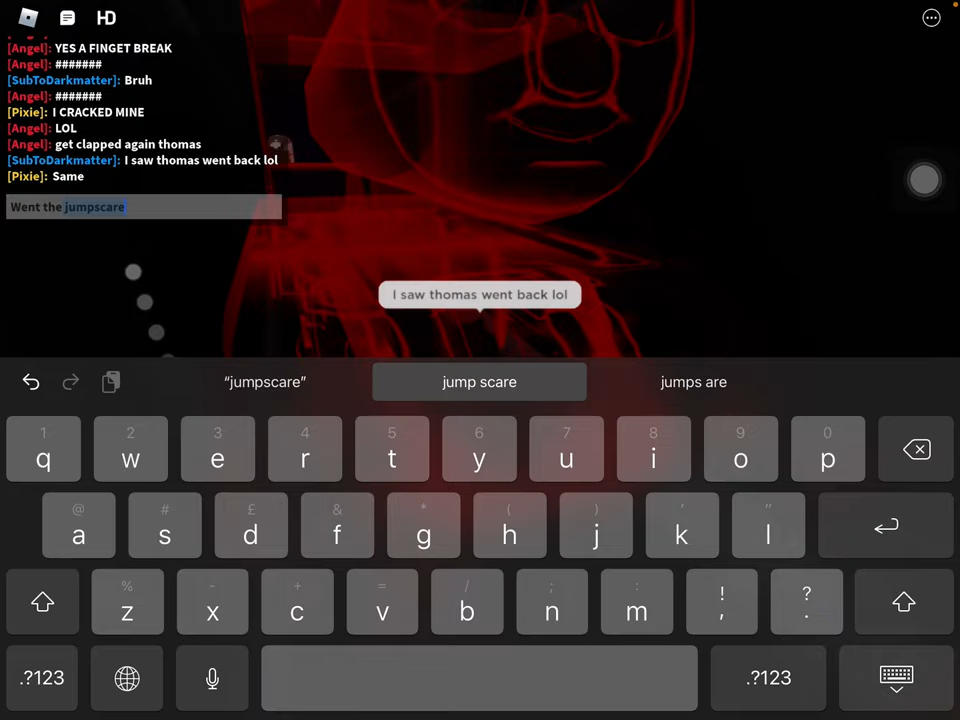 HD
[Angel]: YES A FINGET BREAK
[Angel]: #######
[SubToDarkmatter]: Bruh
[Angel]: #######
[Pixie]: I CRACKED MINE
[Angel]: LOL
[Angel]: get clapped again thomas
[SubToDarkmatter]: I saw thomas went back lol
[Pixie]: Same
Went the jumpscare
I saw thomas went back lol
“jumpscare” jump scare jumps are
1 2 3 4 5 6 7 8 9 0
q w e r t y u i o p
@ # £ & * ( ) ' "
a s d f g h j k l
% - + = / ; : ! ?
z x c v b n m , .
.?123 .?123